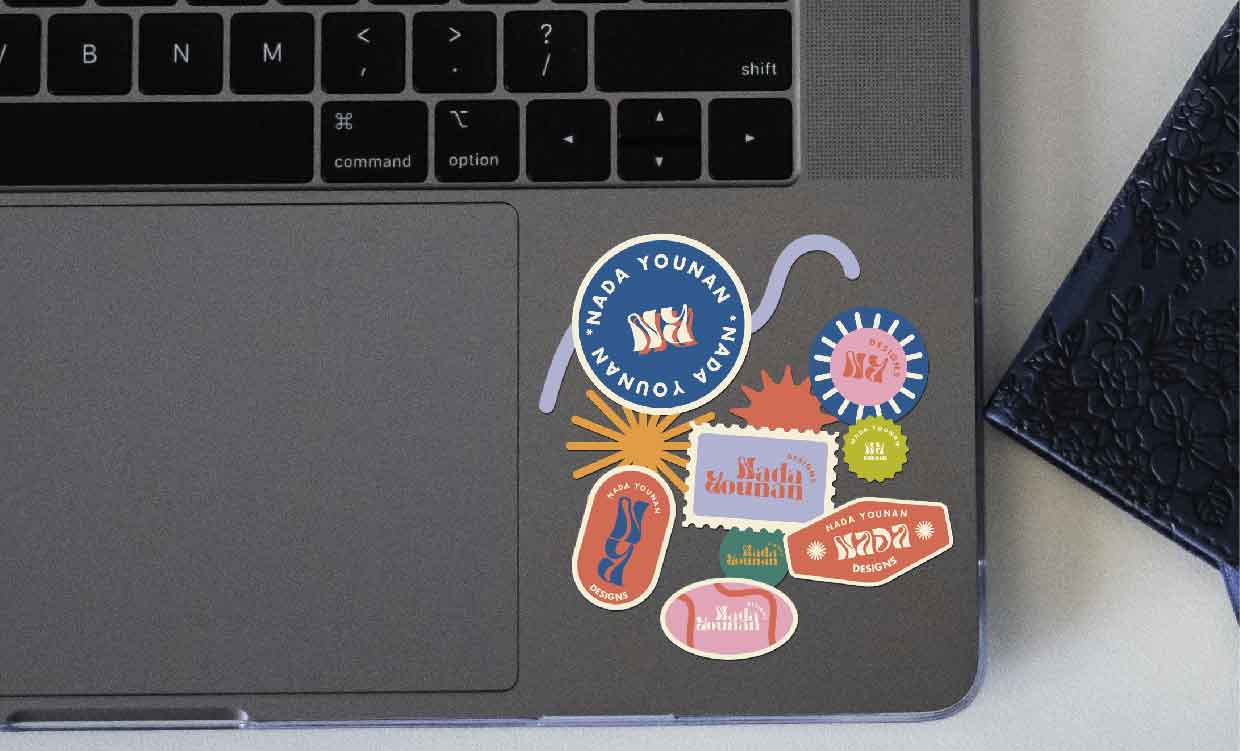 B N M < , > . ? / shift
⌘ command ⌥ option ◄ ▲ ▼ ►
*NADA YOUNAN*NADA YOUNAN
NY
DESIGNS
NY
NADA YOUNAN
DESIGNS
Nada
Younan
NADA YOUNAN
NY
DESIGNS
NADA YOUNAN
NADA
DESIGNS
Nada
Younan
DESIGNS
Nada
Younan